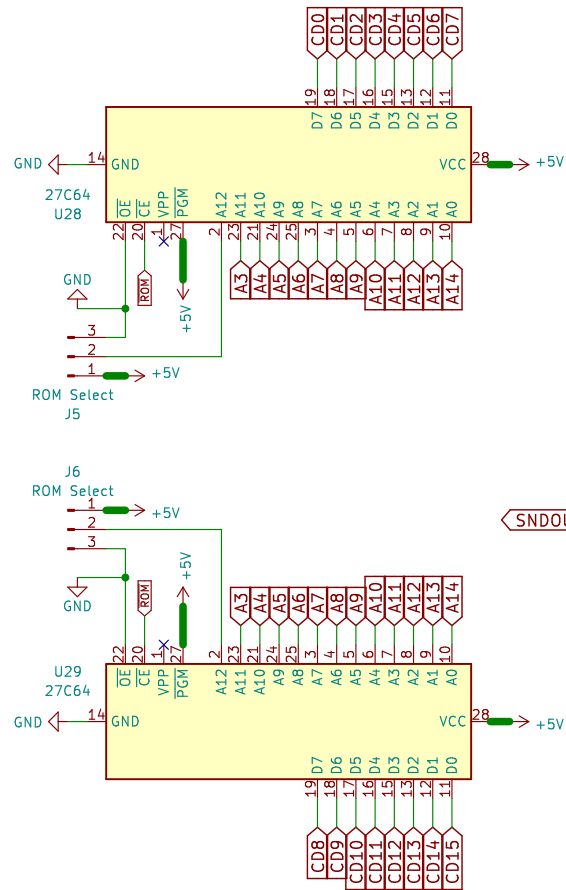 CD0 CD1 CD2 CD3 CD4 CD5 CD6 CD7
19 18 17 16 15 13 12 11
D7 D6 D5 D4 D3 D2 D1 D0
GND 14 GND VCC 28 +5V
27C64
U28
OE CE VPP PGM A12 A11 A10 A9 A8 A7 A6 A5 A4 A3 A2 A1 A0
22 20 1 27 2 23 21 24 25 3 4 5 6 7 8 9 10
A3 A4 A5 A6 A7 A8 A9 A10 A11 A12 A13 A14
GND ROM +5V
3
2
1 +5V
ROM Select
J5
J6
ROM Select
1 +5V
2
3
SNDOU
GND ROM +5V
A3 A4 A5 A6 A7 A8 A9 A10 A11 A12 A13 A14
22 20 1 27 2 23 21 24 25 3 4 5 6 7 8 9 10
OE CE VPP PGM A12 A11 A10 A9 A8 A7 A6 A5 A4 A3 A2 A1 A0
U29
27C64
GND 14 GND VCC 28 +5V
D7 D6 D5 D4 D3 D2 D1 D0
19 18 17 16 15 13 12 11
CD8 CD9 CD10 CD11 CD12 CD13 CD14 CD15